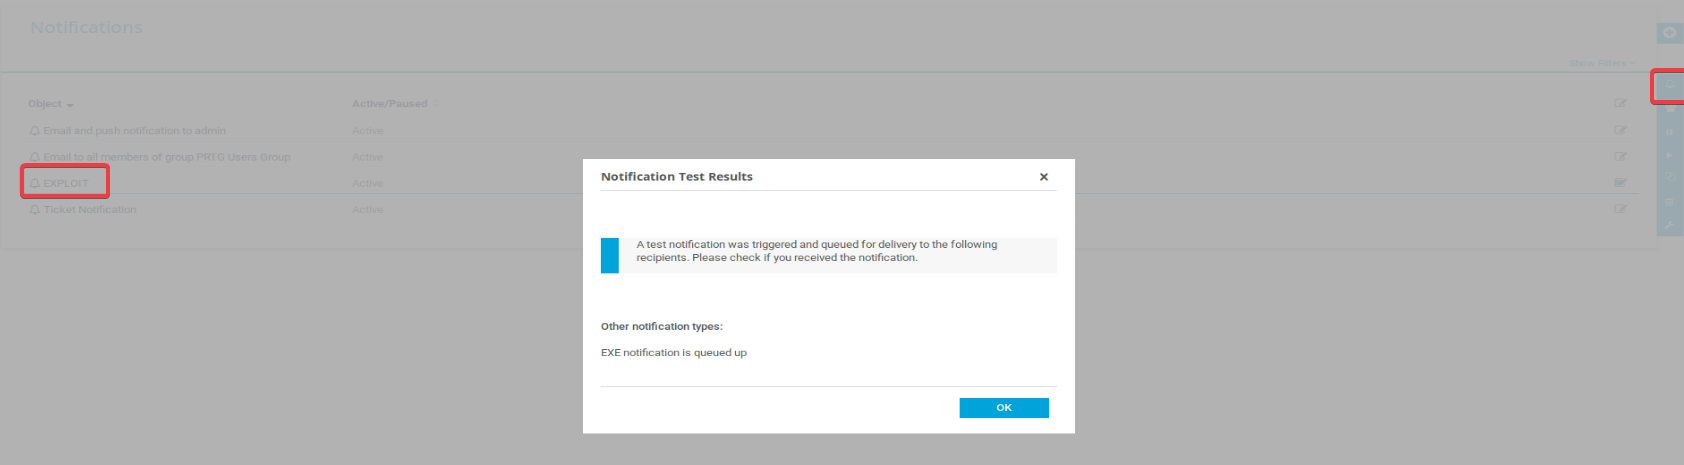 Notifications
Show Filters
Object Active/Paused
Email and push notification to admin Active
Email to all members of group PRTG Users Group Active
EXPLOIT Active
Ticket Notification Active
Notification Test Results
A test notification was triggered and queued for delivery to the following
recipients. Please check if you received the notification.
Other notification types:
EXE notification is queued up
OK